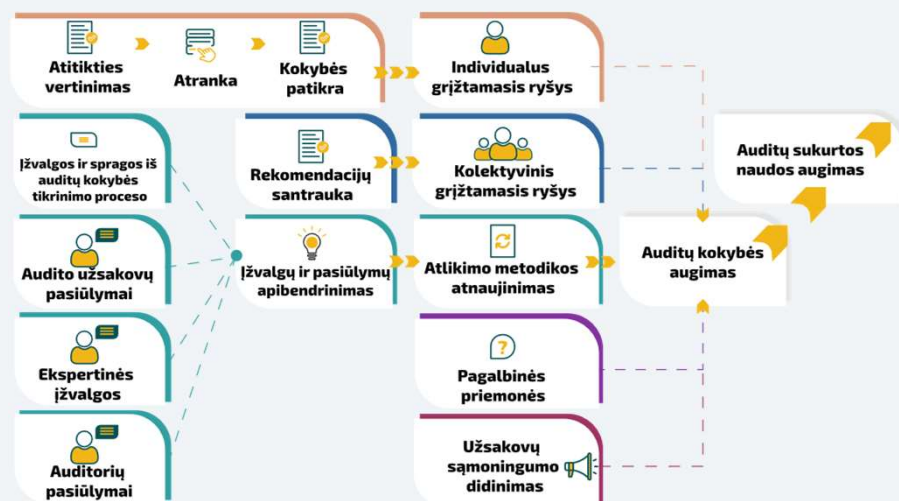 Atitikties
vertinimas
Atranka
Kokybės
patikra
Individualus
grįžtamasis ryšys
Įžvalgos ir spragos iš
auditų kokybės
tikrinimo proceso
Rekomendacijų
santrauka
Kolektyvinis
grįžtamasis ryšys
Auditų sukurtos
naudos augimas
Audito užsakovų
pasiūlymai
Įžvalgų ir pasiūlymų
apibendrinimas
Atlikimo metodikos
atnaujinimas
Auditų kokybės
augimas
Ekspertinės
įžvalgos
Pagalbinės
priemonės
Auditorių
pasiūlymai
Užsakovų
sąmoningumo
didinimas